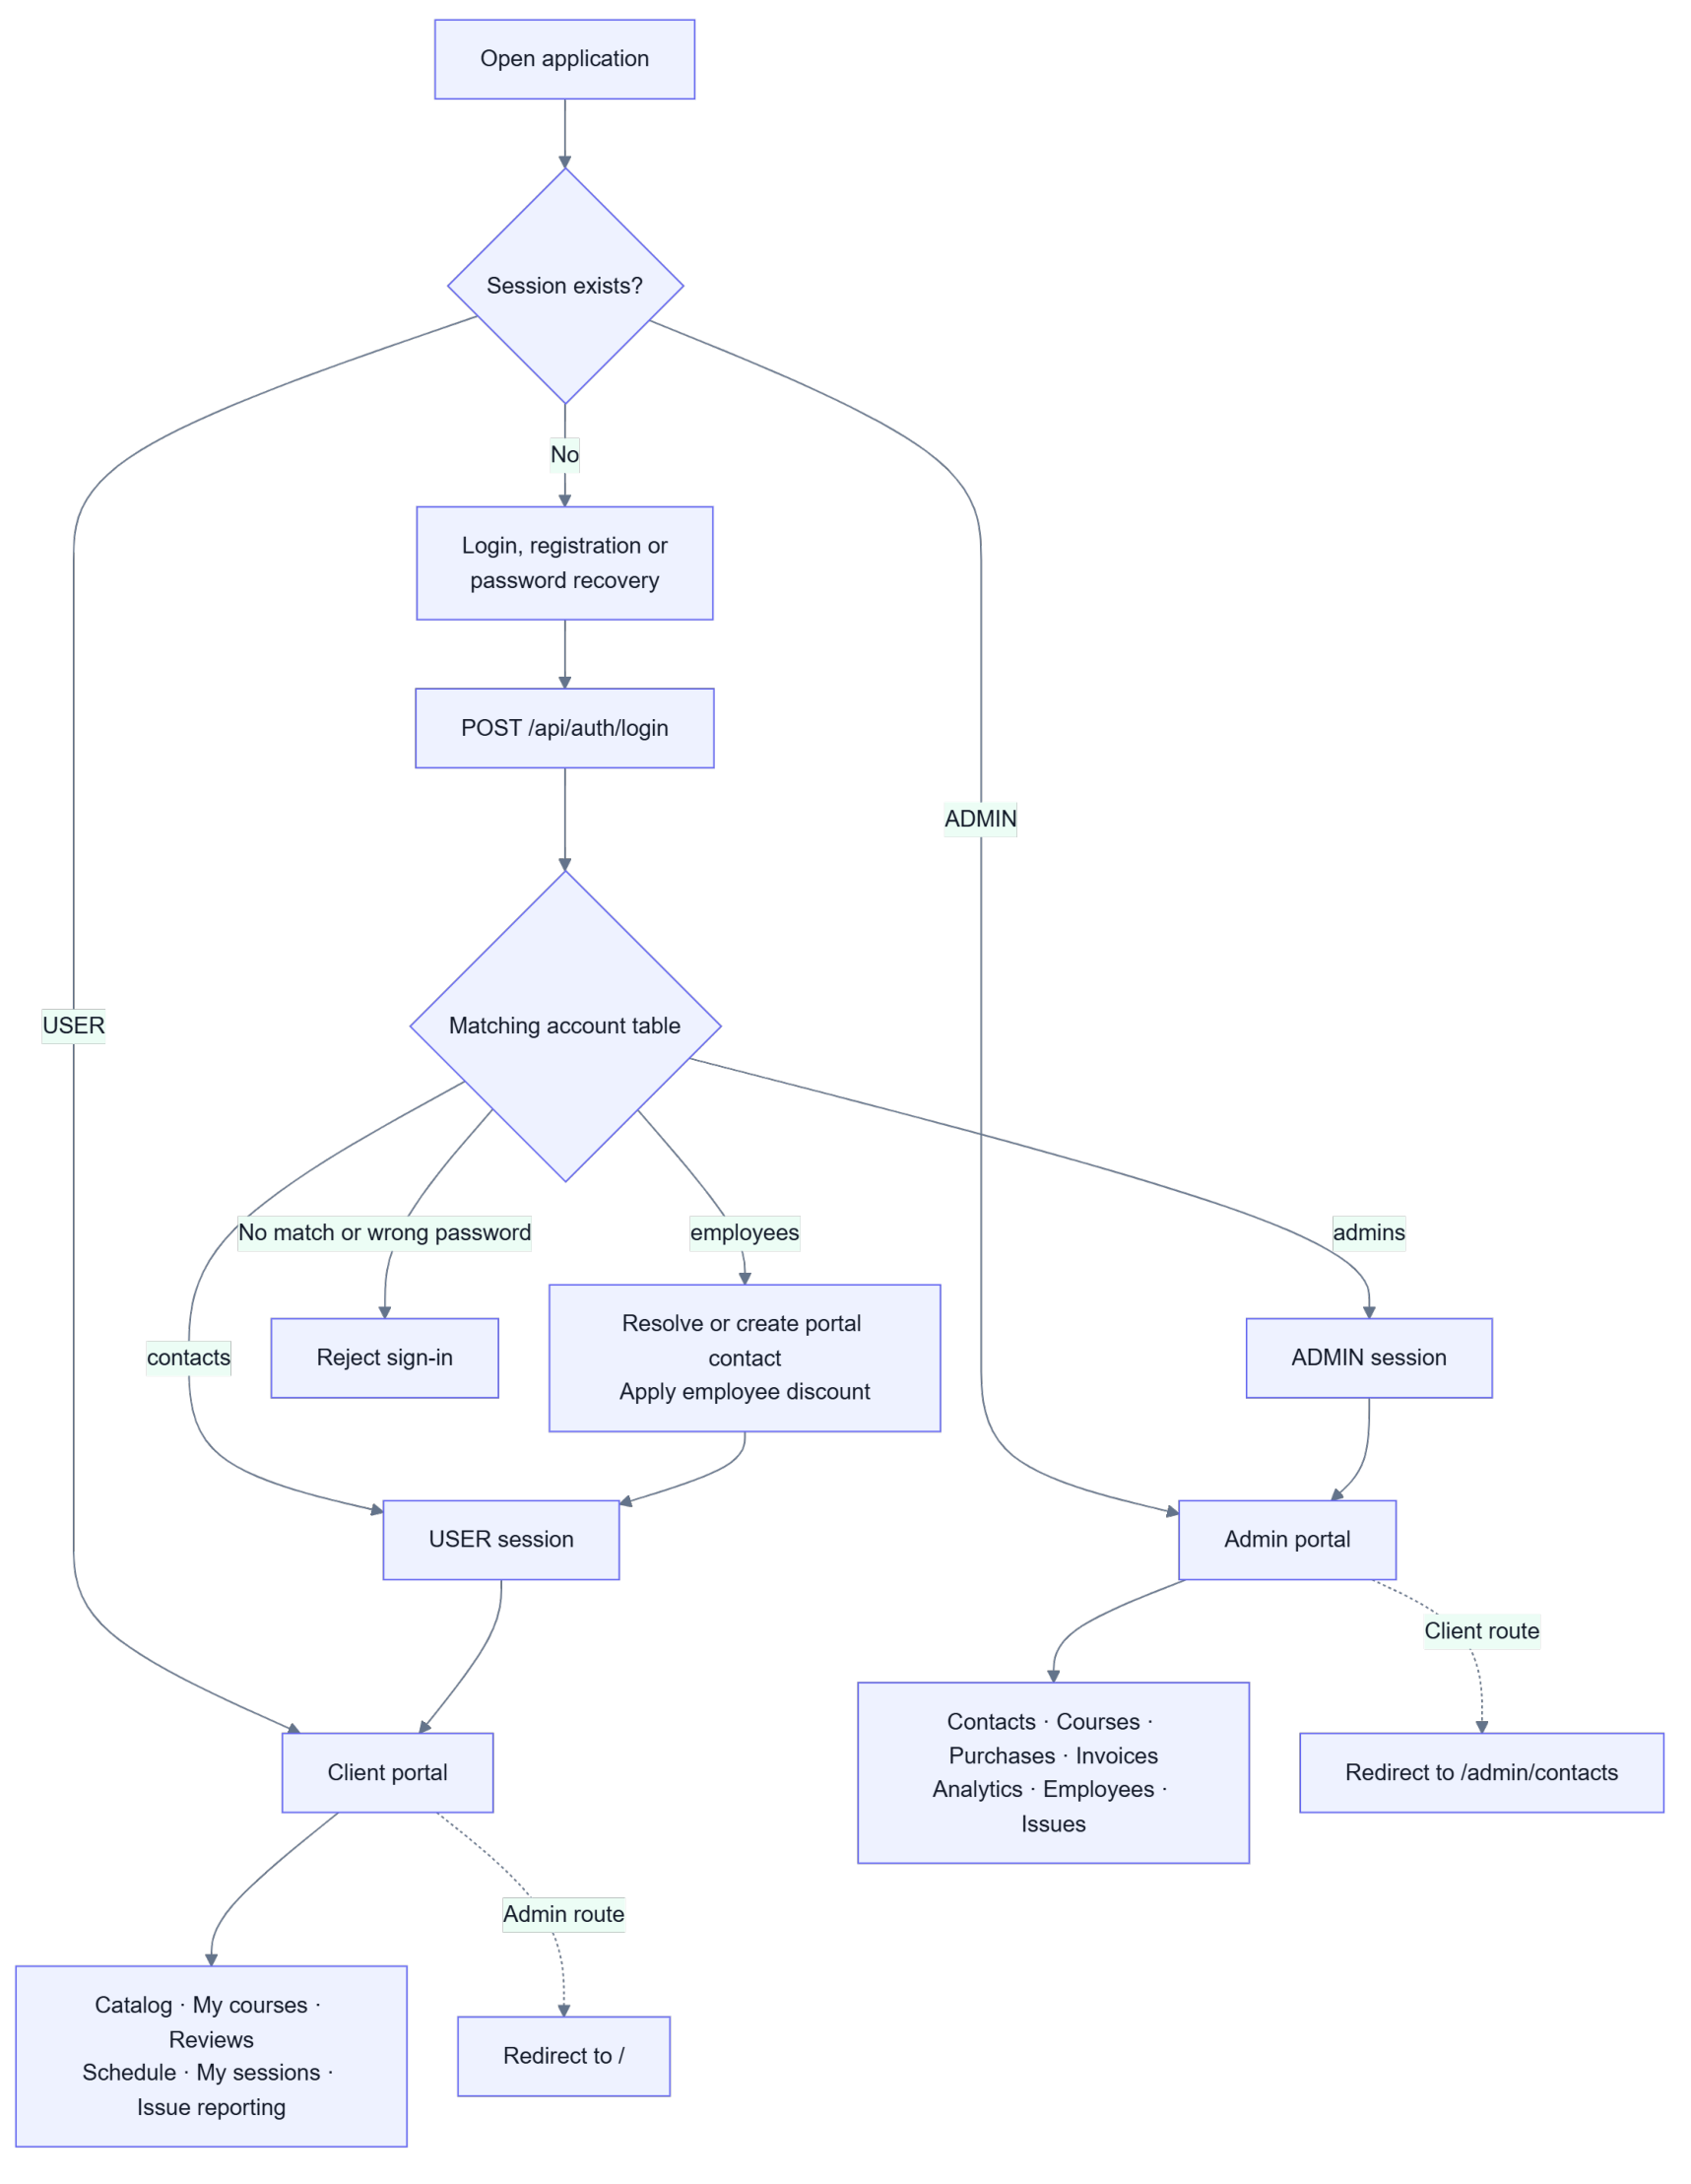 Open application
Session exists?
No
Login, registration or
password recovery
POST /api/auth/login
ADMIN
USER
Matching account table
No match or wrong password
employees
admins
contacts
Reject sign-in
Resolve or create portal
contact
Apply employee discount
ADMIN session
USER session
Admin portal
Client route
Client portal
Contacts · Courses ·
Purchases · Invoices
Analytics · Employees ·
Issues
Redirect to /admin/contacts
Admin route
Catalog · My courses ·
Reviews
Schedule · My sessions ·
Issue reporting
Redirect to /